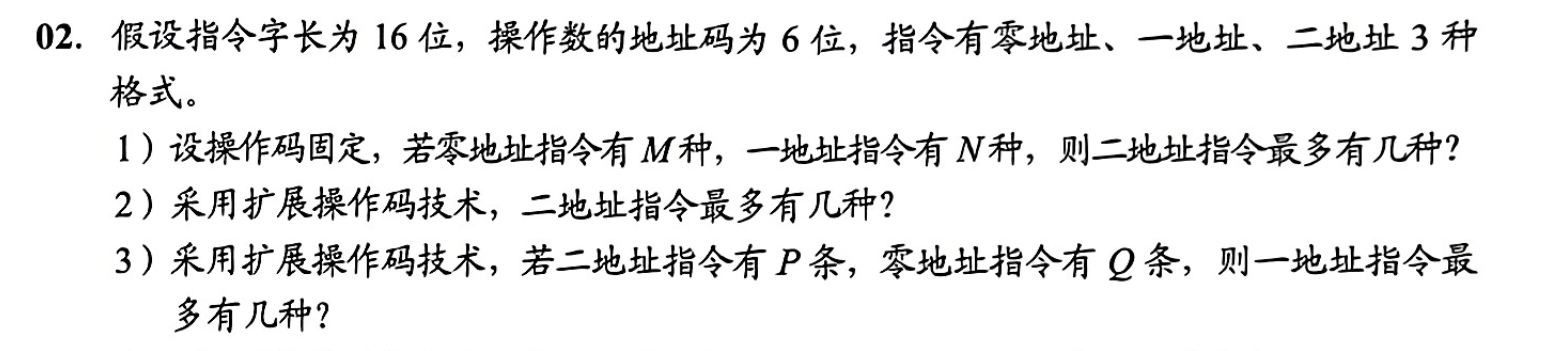 02. 假设指令字长为 16 位，操作数的地址码为 6 位，指令有零地址、一地址、二地址 3 种
格式。
1）设操作码固定，若零地址指令有 M 种，一地址指令有 N 种，则二地址指令最多有几种？
2）采用扩展操作码技术，二地址指令最多有几种？
3）采用扩展操作码技术，若二地址指令有 P 条，零地址指令有 Q 条，则一地址指令最
多有几种？